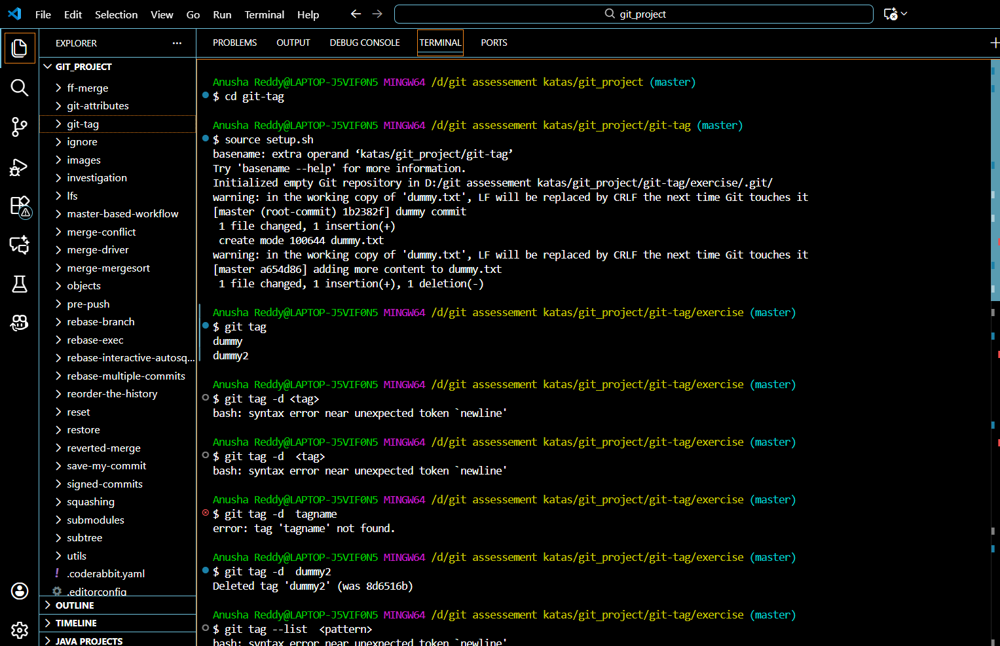 File Edit Selection View Go Run Terminal Help
git_project
EXPLORER
GIT_PROJECT
ff-merge
git-attributes
git-tag
ignore
images
investigation
lfs
master-based-workflow
merge-conflict
merge-driver
merge-mergesort
objects
pre-push
rebase-branch
rebase-exec
rebase-interactive-autosq...
rebase-multiple-commits
reorder-the-history
reset
restore
reverted-merge
save-my-commit
signed-commits
squashing
submodules
subtree
utils
! .coderabbit.yaml
.editorconfig
OUTLINE
TIMELINE
JAVA PROJECTS
PROBLEMS OUTPUT DEBUG CONSOLE TERMINAL PORTS
Anusha Reddy@LAPTOP-J5VIF0N5 MINGW64 /d/git assessement katas/git_project (master)
$ cd git-tag
Anusha Reddy@LAPTOP-J5VIF0N5 MINGW64 /d/git assessement katas/git_project/git-tag (master)
$ source setup.sh
basename: extra operand ‘katas/git_project/git-tag’
Try 'basename --help' for more information.
Initialized empty Git repository in D:/git assessement katas/git_project/git-tag/exercise/.git/
warning: in the working copy of 'dummy.txt', LF will be replaced by CRLF the next time Git touches it
[master (root-commit) 1b2382f] dummy commit
1 file changed, 1 insertion(+)
create mode 100644 dummy.txt
warning: in the working copy of 'dummy.txt', LF will be replaced by CRLF the next time Git touches it
[master a654d86] adding more content to dummy.txt
1 file changed, 1 insertion(+), 1 deletion(-)
Anusha Reddy@LAPTOP-J5VIF0N5 MINGW64 /d/git assessement katas/git_project/git-tag/exercise (master)
$ git tag
dummy
dummy2
Anusha Reddy@LAPTOP-J5VIF0N5 MINGW64 /d/git assessement katas/git_project/git-tag/exercise (master)
$ git tag -d <tag>
bash: syntax error near unexpected token `newline'
Anusha Reddy@LAPTOP-J5VIF0N5 MINGW64 /d/git assessement katas/git_project/git-tag/exercise (master)
$ git tag -d  <tag>
bash: syntax error near unexpected token `newline'
Anusha Reddy@LAPTOP-J5VIF0N5 MINGW64 /d/git assessement katas/git_project/git-tag/exercise (master)
$ git tag -d  tagname
error: tag 'tagname' not found.
Anusha Reddy@LAPTOP-J5VIF0N5 MINGW64 /d/git assessement katas/git_project/git-tag/exercise (master)
$ git tag -d  dummy2
Deleted tag 'dummy2' (was 8d6516b)
Anusha Reddy@LAPTOP-J5VIF0N5 MINGW64 /d/git assessement katas/git_project/git-tag/exercise (master)
$ git tag --list  <pattern>
bash: syntax error near unexpected token `newline'